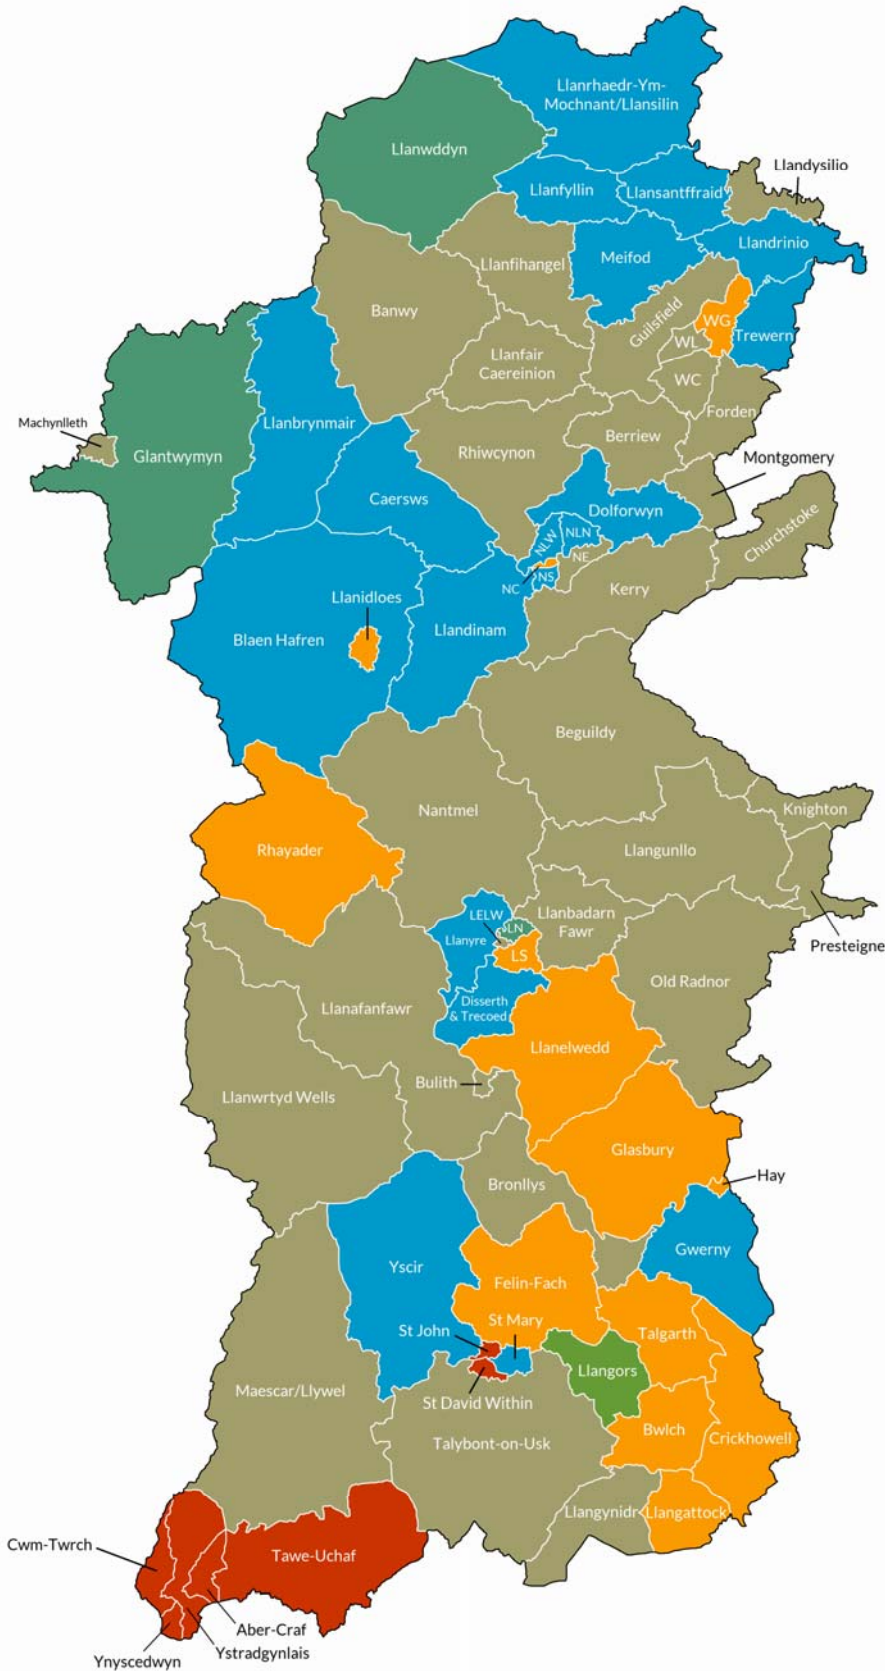 Llanrhaedr-Ym-
Mochnant/Llansilin
Llanwddyn
Llandysilio
Llanfyllin
Llansantffraid
Llandrinio
Meifod
Llanfihangel
Banwy
Guilsfield
WG
Trewern
WL
Llanfair
Caereinion
WC
Forden
Machynlleth
Llanbrynmair
Glantwymyn
Berriew
Rhiwcynon
Montgomery
Caersws
Dolforwyn
Churchstoke
NLW
NLN
NE
NS
NC
Kerry
Llanidloes
Llandinam
Blaen Hafren
Beguildy
Knighton
Nantmel
Rhayader
Llangunllo
LELW
Llanbadarn
Fawr
LN
Llanyre
Presteigne
LS
Old Radnor
Disserth
& Trecoed
Llanafanfawr
Llanelwedd
Bulith
Llanwrtyd Wells
Glasbury
Hay
Bronllys
Gwerny
Yscir
Felin-Fach
St Mary
St John
Talgarth
Llangors
Maescar/Llywel
St David Within
Bwlch
Crickhowell
Talybont-on-Usk
Llangynidr
Llangattock
Cwm-Twrch
Tawe-Uchaf
Aber-Craf
Ystradgynlais
Ynyscedwyn